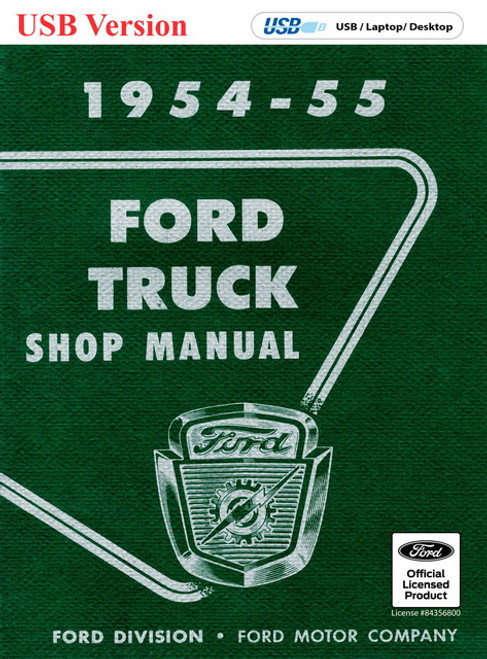 USB Version
USB USB / Laptop/ Desktop
1954-55
FORD
TRUCK
SHOP MANUAL
Ford
Ford
Official
Licensed
Product
License #84356800
FORD DIVISION • FORD MOTOR COMPANY